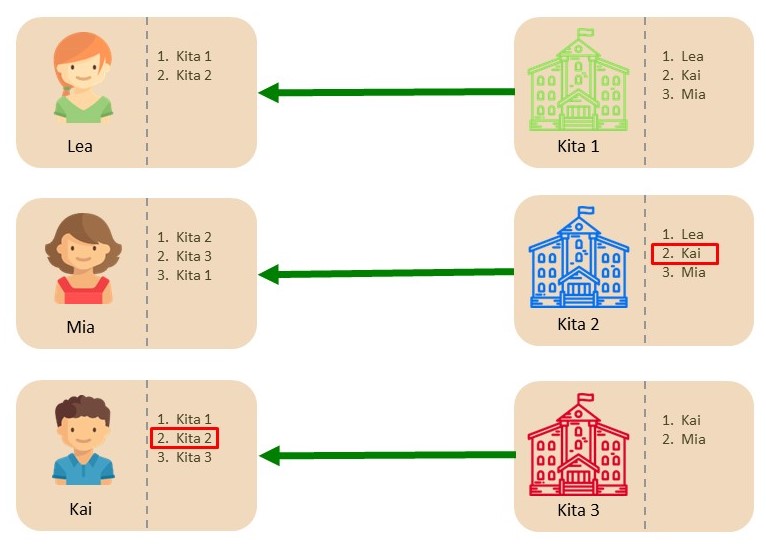 1. Kita 1
2. Kita 2
Lea
1. Lea
2. Kai
3. Mia
Kita 1
1. Kita 2
2. Kita 3
3. Kita 1
Mia
1. Lea
2. Kai
3. Mia
Kita 2
1. Kita 1
2. Kita 2
3. Kita 3
Kai
1. Kai
2. Mia
Kita 3